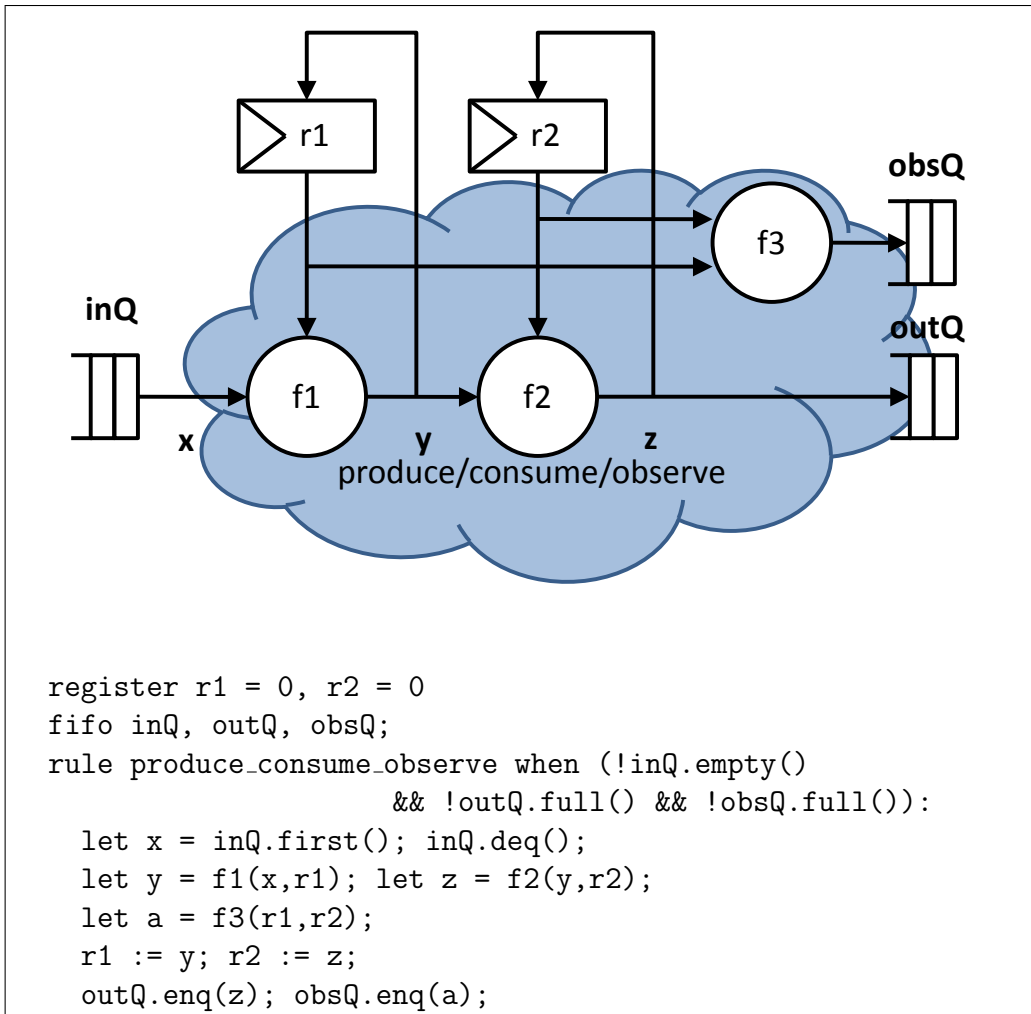 r1
r2
obsQ
f3
inQ
outQ
f1
f2
x
y
z
produce/consume/observe
register r1 = 0, r2 = 0
fifo inQ, outQ, obsQ;
rule produce_consume_observe when (!inQ.empty()
&& !outQ.full() && !obsQ.full()):
let x = inQ.first(); inQ.deq();
let y = f1(x,r1); let z = f2(y,r2);
let a = f3(r1,r2);
r1 := y; r2 := z;
outQ.enq(z); obsQ.enq(a);